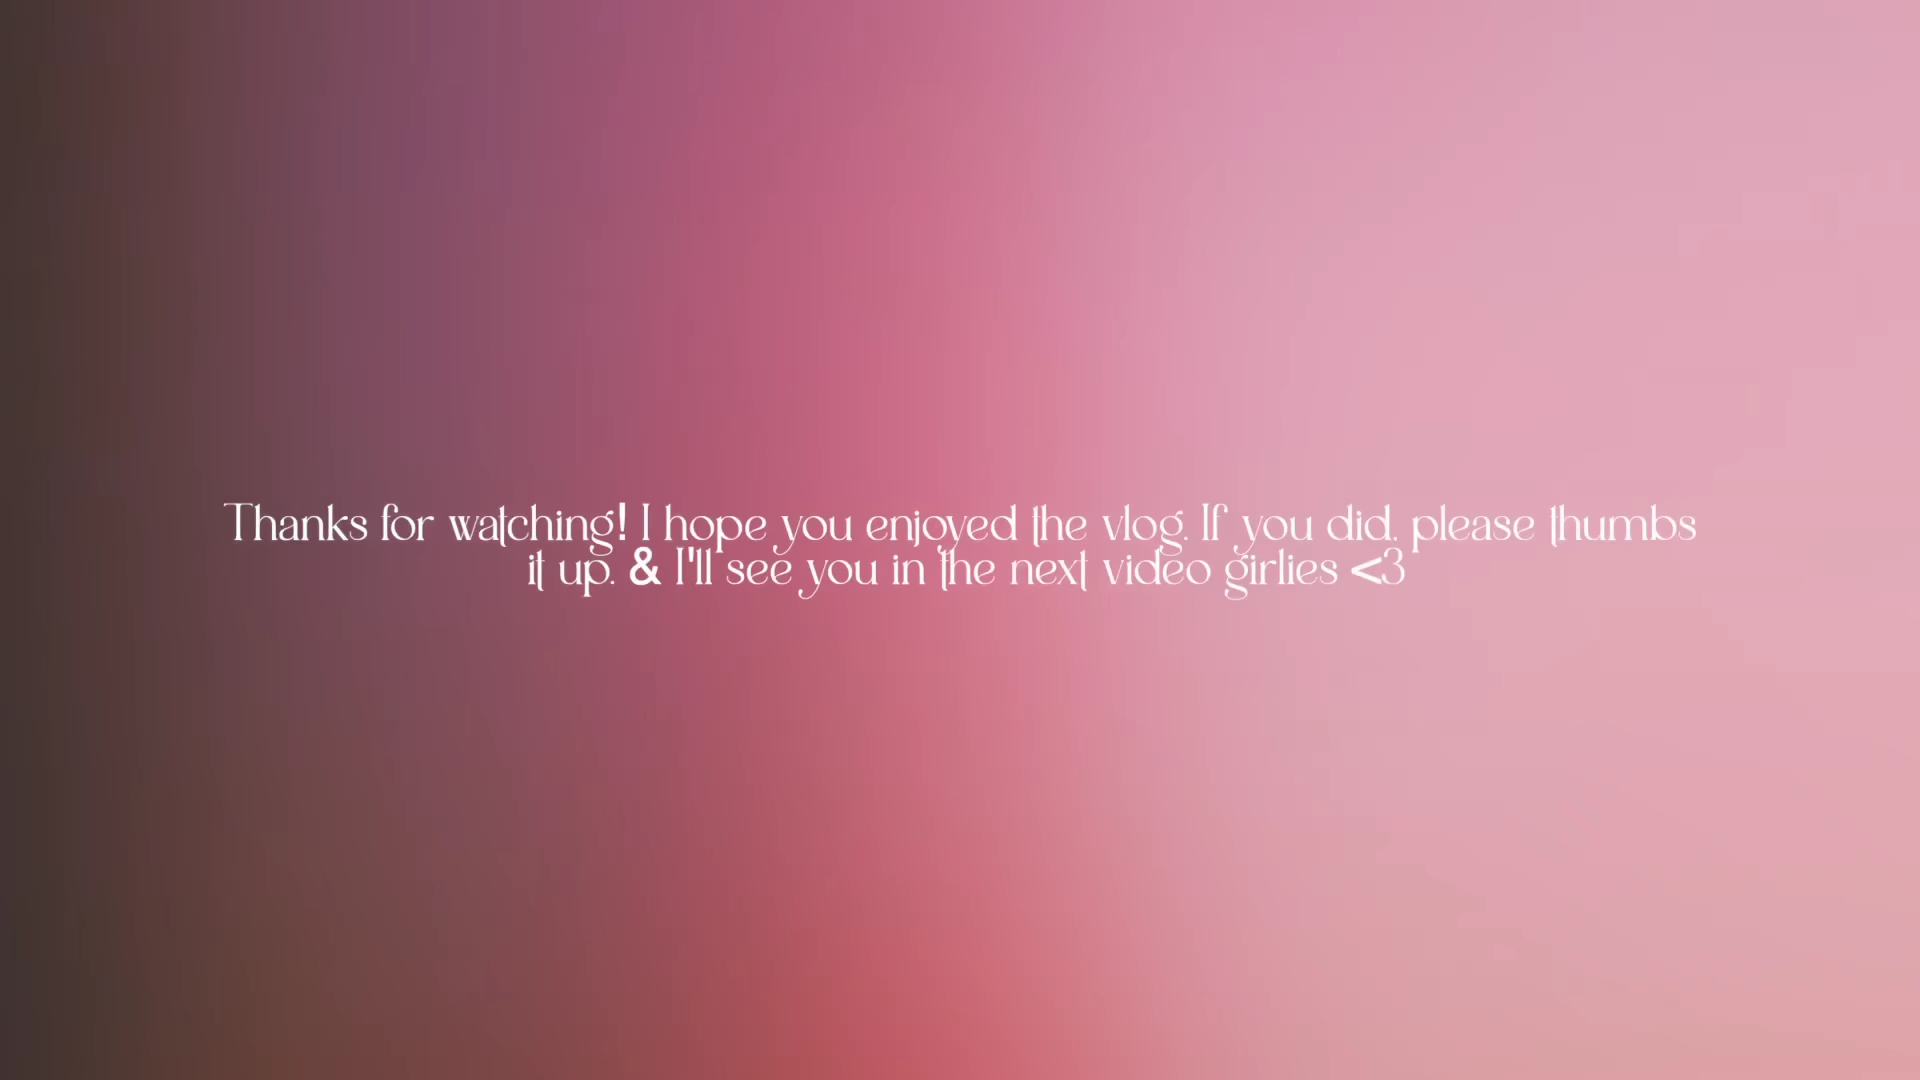 Thanks for watching! I hope you enjoyed the vlog. If you did, please thumbs
it up. & I'll see you in the next video girlies <3